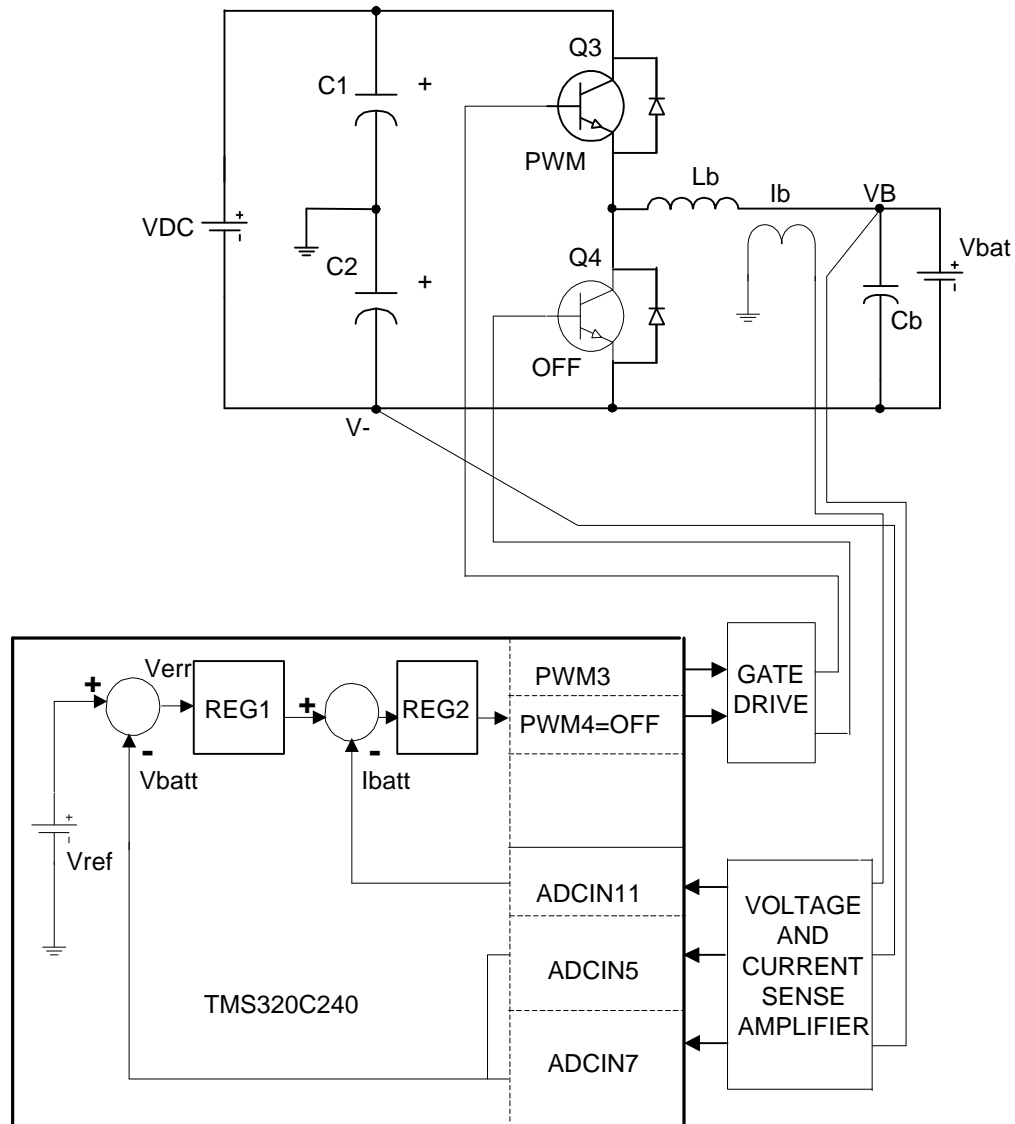 Q3
C1
+
PWM
Lb
Ib
VB
VDC
+
-
Q4
C2
+
Vbat
+
-
Cb
OFF
V-
Verr
+
REG1
+
REG2
PWM3
GATE
DRIVE
PWM4=OFF
-
Vbatt
-
Ibatt
+
-
Vref
ADCIN11
VOLTAGE
AND
CURRENT
SENSE
AMPLIFIER
ADCIN5
TMS320C240
ADCIN7